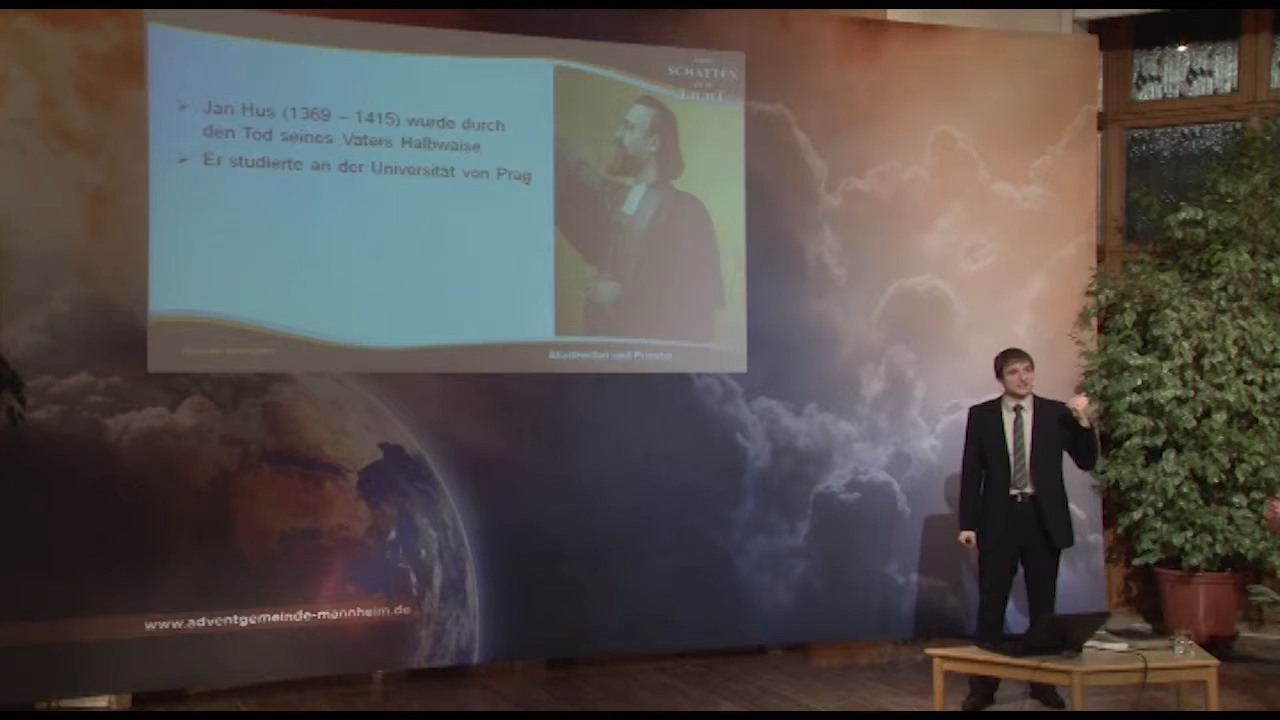 SCHATTEN
LICHT
➢ Jan Hus (1369 – 1415) wurde durch
den Tod seines Vaters Halbwaise
➢ Er studierte an der Universität von Prag
Akademiker und Priester
www.adventgemeinde-mannheim.de